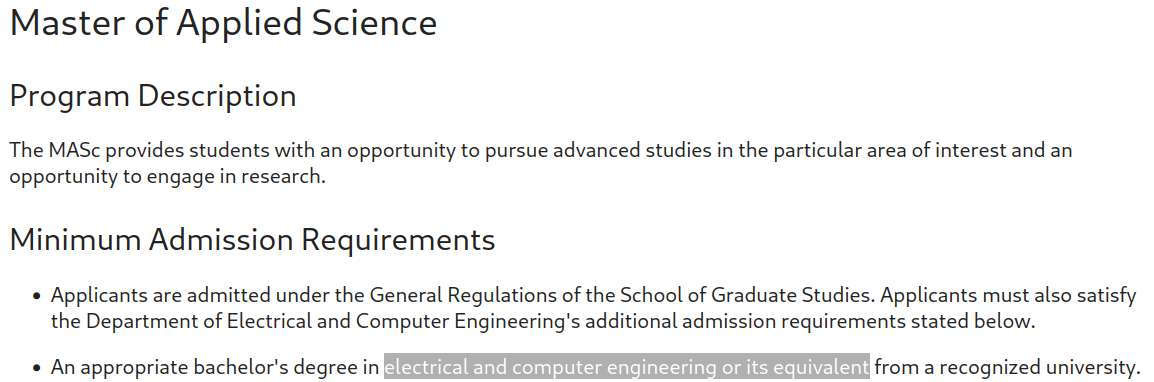 Master of Applied Science
Program Description
The MASc provides students with an opportunity to pursue advanced studies in the particular area of interest and an
opportunity to engage in research.
Minimum Admission Requirements
• Applicants are admitted under the General Regulations of the School of Graduate Studies. Applicants must also satisfy
the Department of Electrical and Computer Engineering's additional admission requirements stated below.
• An appropriate bachelor's degree in electrical and computer engineering or its equivalent from a recognized university.